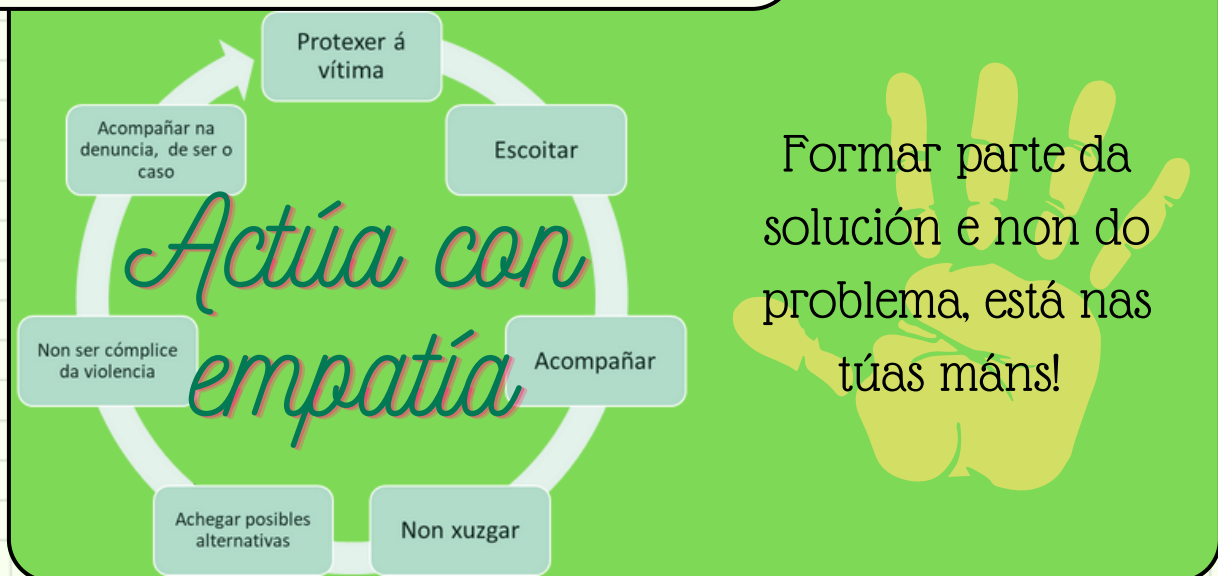 Protexer á
vítima
Escoitar
Acompañar
Non xuzgar
Achegar posibles
alternativas
Non ser cómplice
da violencia
Acompañar na
denuncia, de ser o
caso
Actúa con
empatía
Formar parte da
solución e non do
problema, está nas
túas máns!